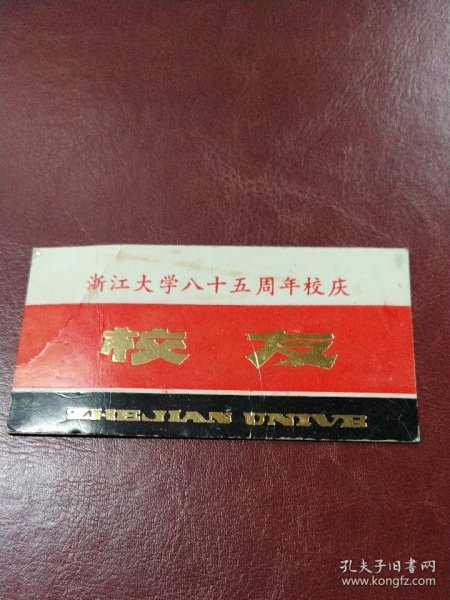 浙江大学八十五周年校庆
校友
ZHEJIAN UNIVE
孔夫子旧书网
www.kongfz.com